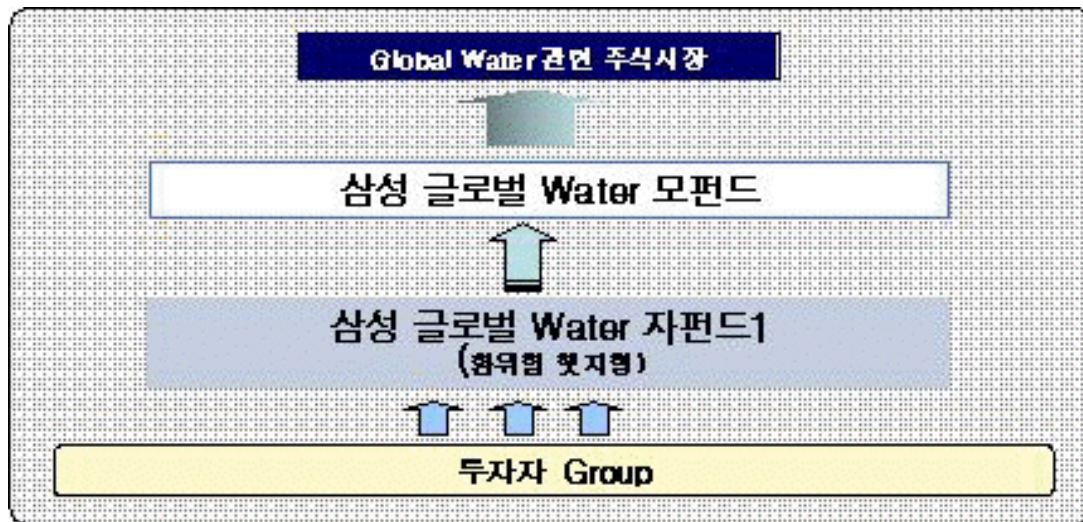 Global Water관련 주식시장
삼성 글로벌 Water 모펀드
삼성 글로벌 Water 자펀드1
(환위험 헷지형)
투자자 Group